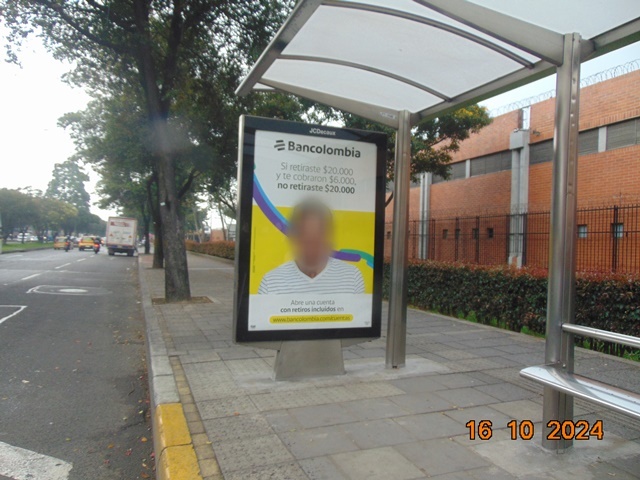 JCDecaux
Bancolombia
Si retiraste $20.000
y te cobraron $6.000,
no retiraste $20.000
Abre una cuenta
con retiros incluidos en
www.bancolombia.com/cuentas
16 10 2024